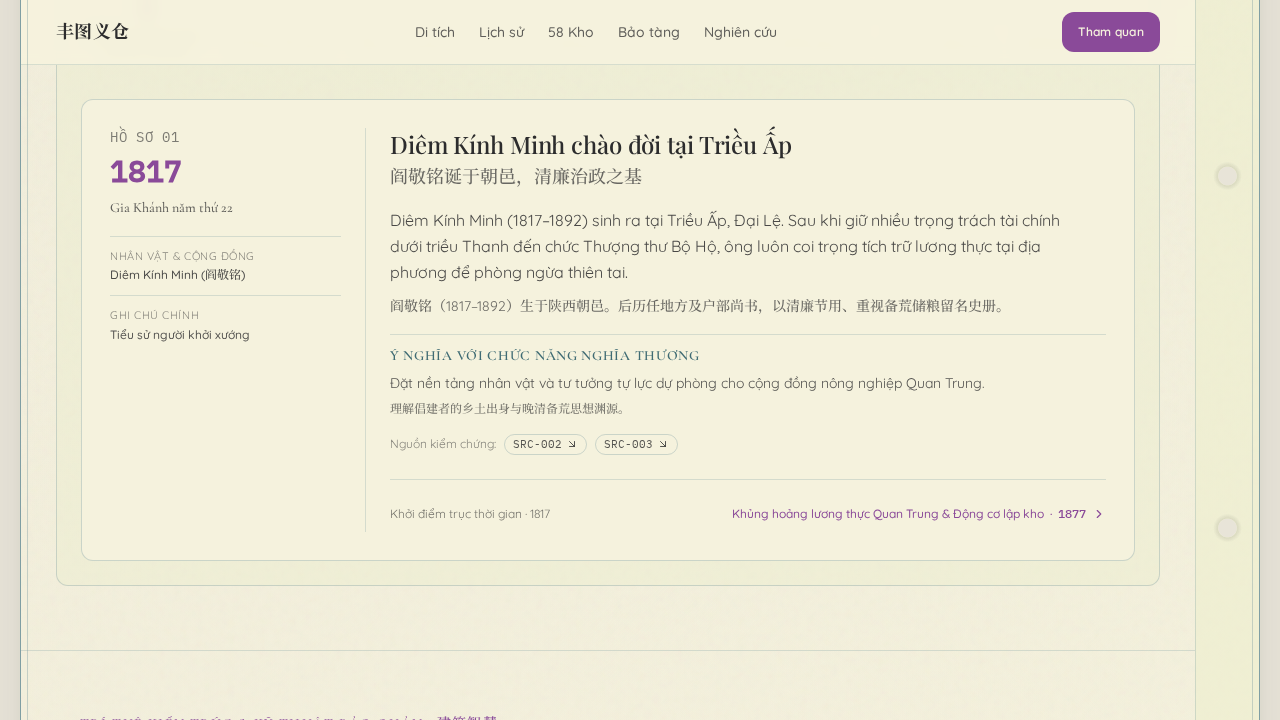 丰图义仓
Di tích
Lịch sử
58 Kho
Bảo tàng
Nghiên cứu
Tham quan
HỒ SƠ 01
1817
Gia Khánh năm thứ 22
NHÂN VẬT & CỘNG ĐỒNG
Diêm Kính Minh (阎敬铭)
GHI CHÚ CHÍNH
Tiểu sử người khởi xướng
Diêm Kính Minh chào đời tại Triều Ấp
阎敬铭诞于朝邑，清廉治政之基
Diêm Kính Minh (1817–1892) sinh ra tại Triều Ấp, Đại Lệ. Sau khi giữ nhiều trọng trách tài chính
dưới triều Thanh đến chức Thượng thư Bộ Hộ, ông luôn coi trọng tích trữ lương thực tại địa
phương để phòng ngừa thiên tai.
阎敬铭（1817–1892）生于陕西朝邑。后历任地方及户部尚书，以清廉节用、重视备荒储粮留名史册。
Ý NGHĨA VỚI CHỨC NĂNG NGHĨA THƯƠNG
Đặt nền tảng nhân vật và tư tưởng tự lực dự phòng cho cộng đồng nông nghiệp Quan Trung.
理解倡建者的乡土出身与晚清备荒思想渊源。
Nguồn kiểm chứng: SRC-002 ↘ SRC-003 ↘
Khởi điểm trục thời gian · 1817
Khủng hoảng lương thực Quan Trung & Động cơ lập kho · 1877 ›